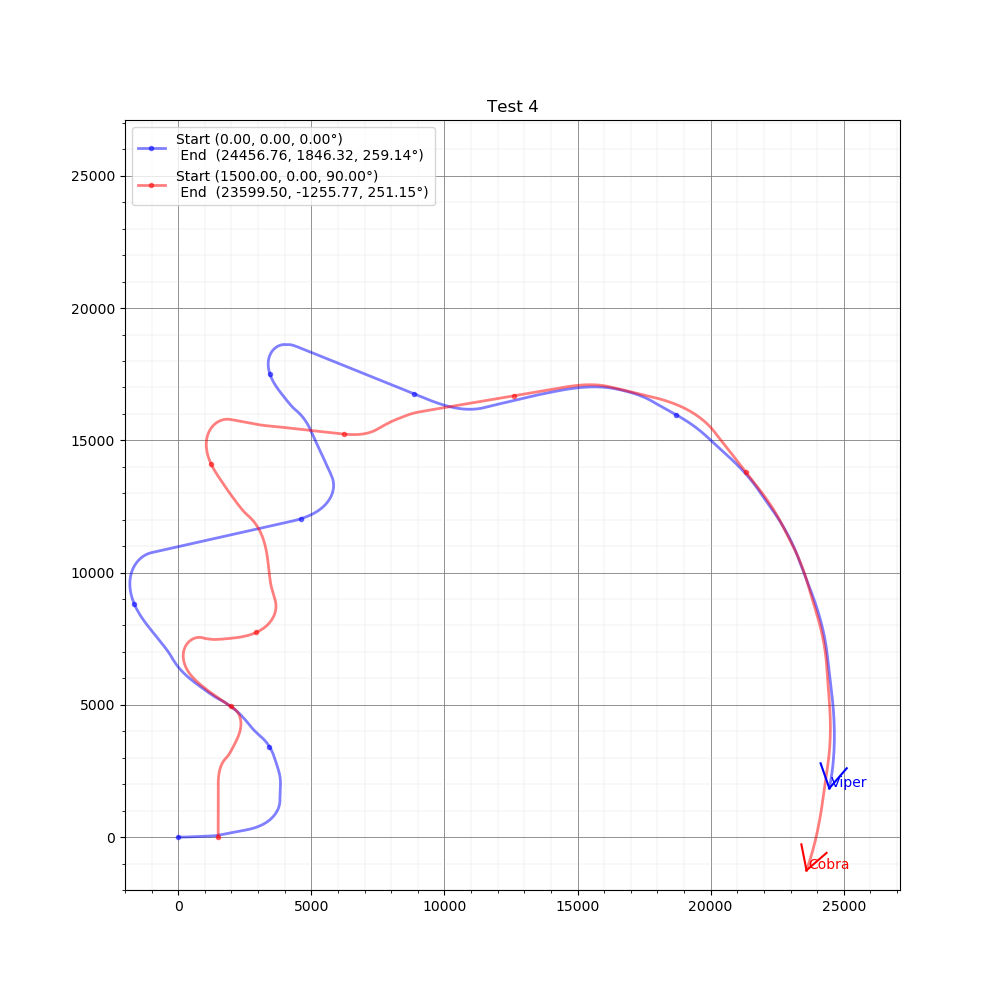 Test 4
Start (0.00, 0.00, 0.00°)
End (24456.76, 1846.32, 259.14°)
Start (1500.00, 0.00, 90.00°)
End (23599.50, -1255.77, 251.15°)
25000
20000
15000
10000
5000
0
Viper
Cobra
0 5000 10000 15000 20000 25000